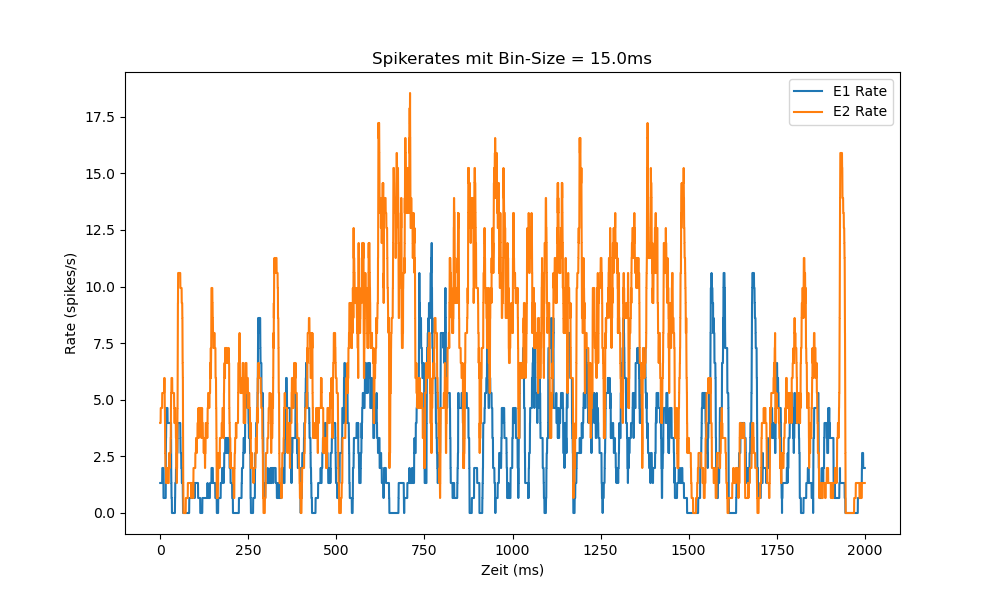 Spikerates mit Bin-Size = 15.0ms
E1 Rate
E2 Rate
Rate (spikes/s)
17.5
15.0
12.5
10.0
7.5
5.0
2.5
0.0
0 250 500 750 1000 1250 1500 1750 2000
Zeit (ms)